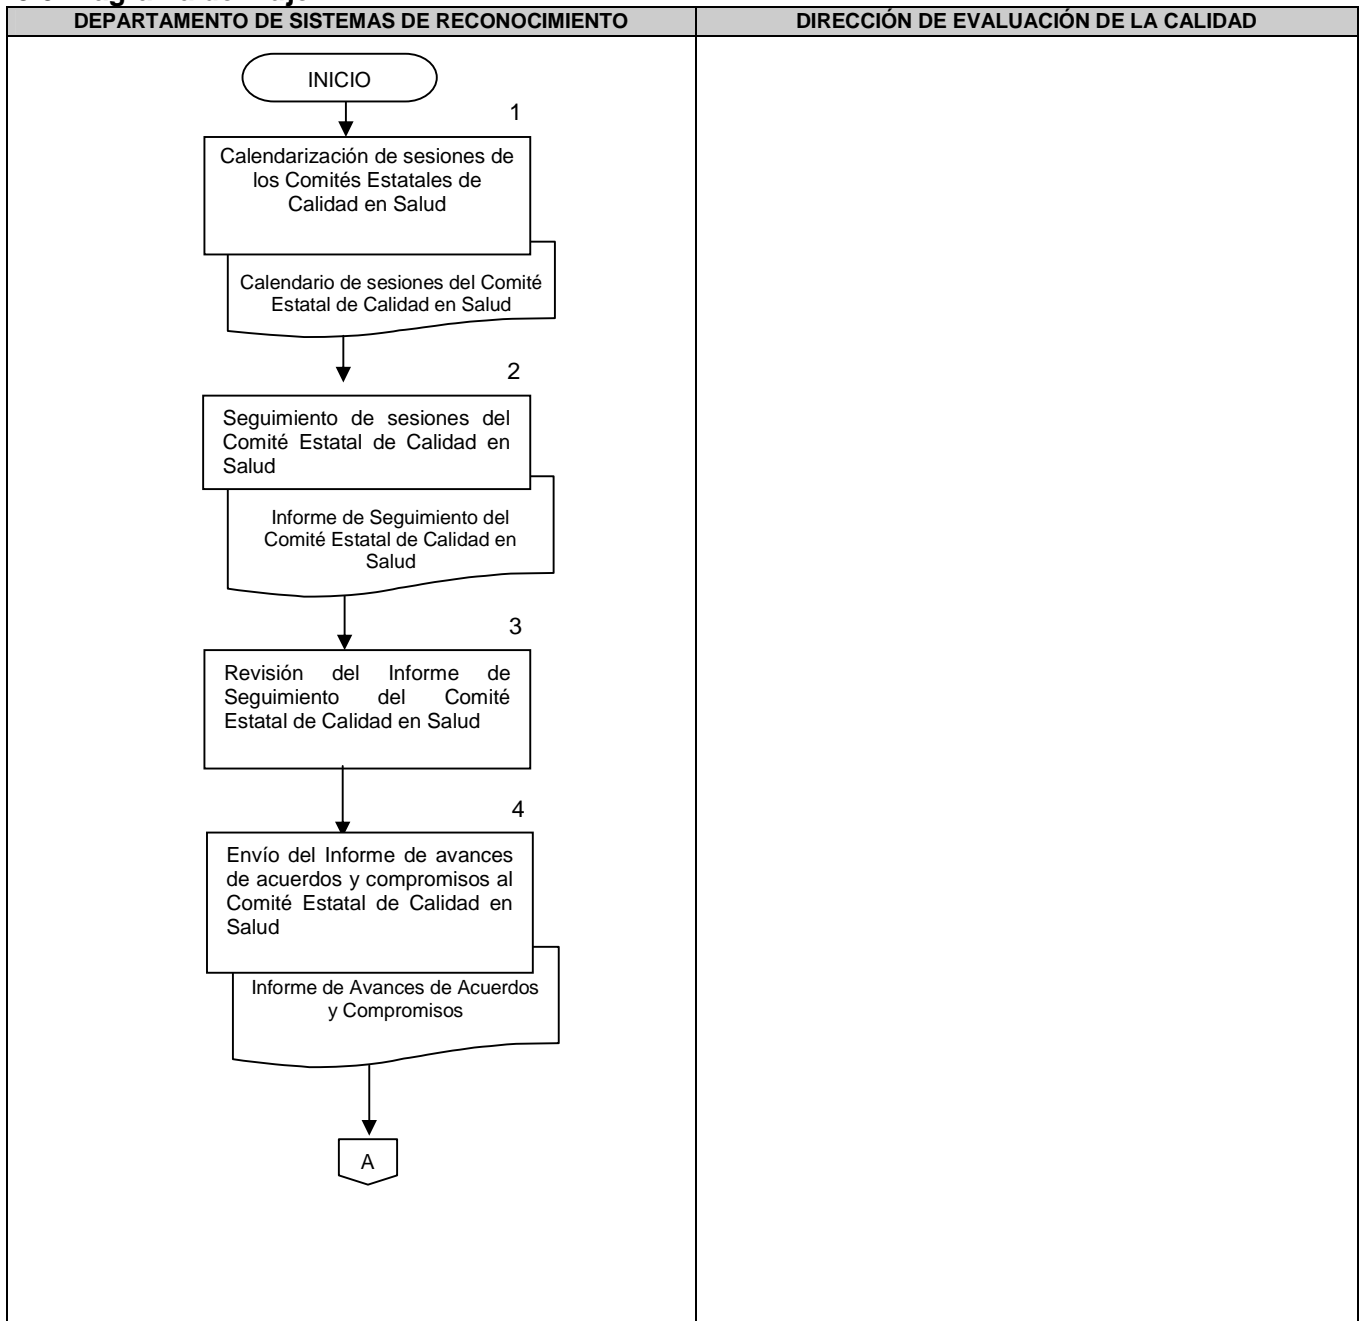 DEPARTAMENTO DE SISTEMAS DE RECONOCIMIENTO
DIRECCIÓN DE EVALUACIÓN DE LA CALIDAD
INICIO
1
Calendarización de sesiones de
los Comités Estatales de
Calidad en Salud
Calendario de sesiones del Comité
Estatal de Calidad en Salud
2
Seguimiento de sesiones del
Comité Estatal de Calidad en
Salud
Informe de Seguimiento del
Comité Estatal de Calidad en
Salud
3
Revisión del Informe de
Seguimiento del Comité
Estatal de Calidad en Salud
4
Envío del Informe de avances
de acuerdos y compromisos al
Comité Estatal de Calidad en
Salud
Informe de Avances de Acuerdos
y Compromisos
A